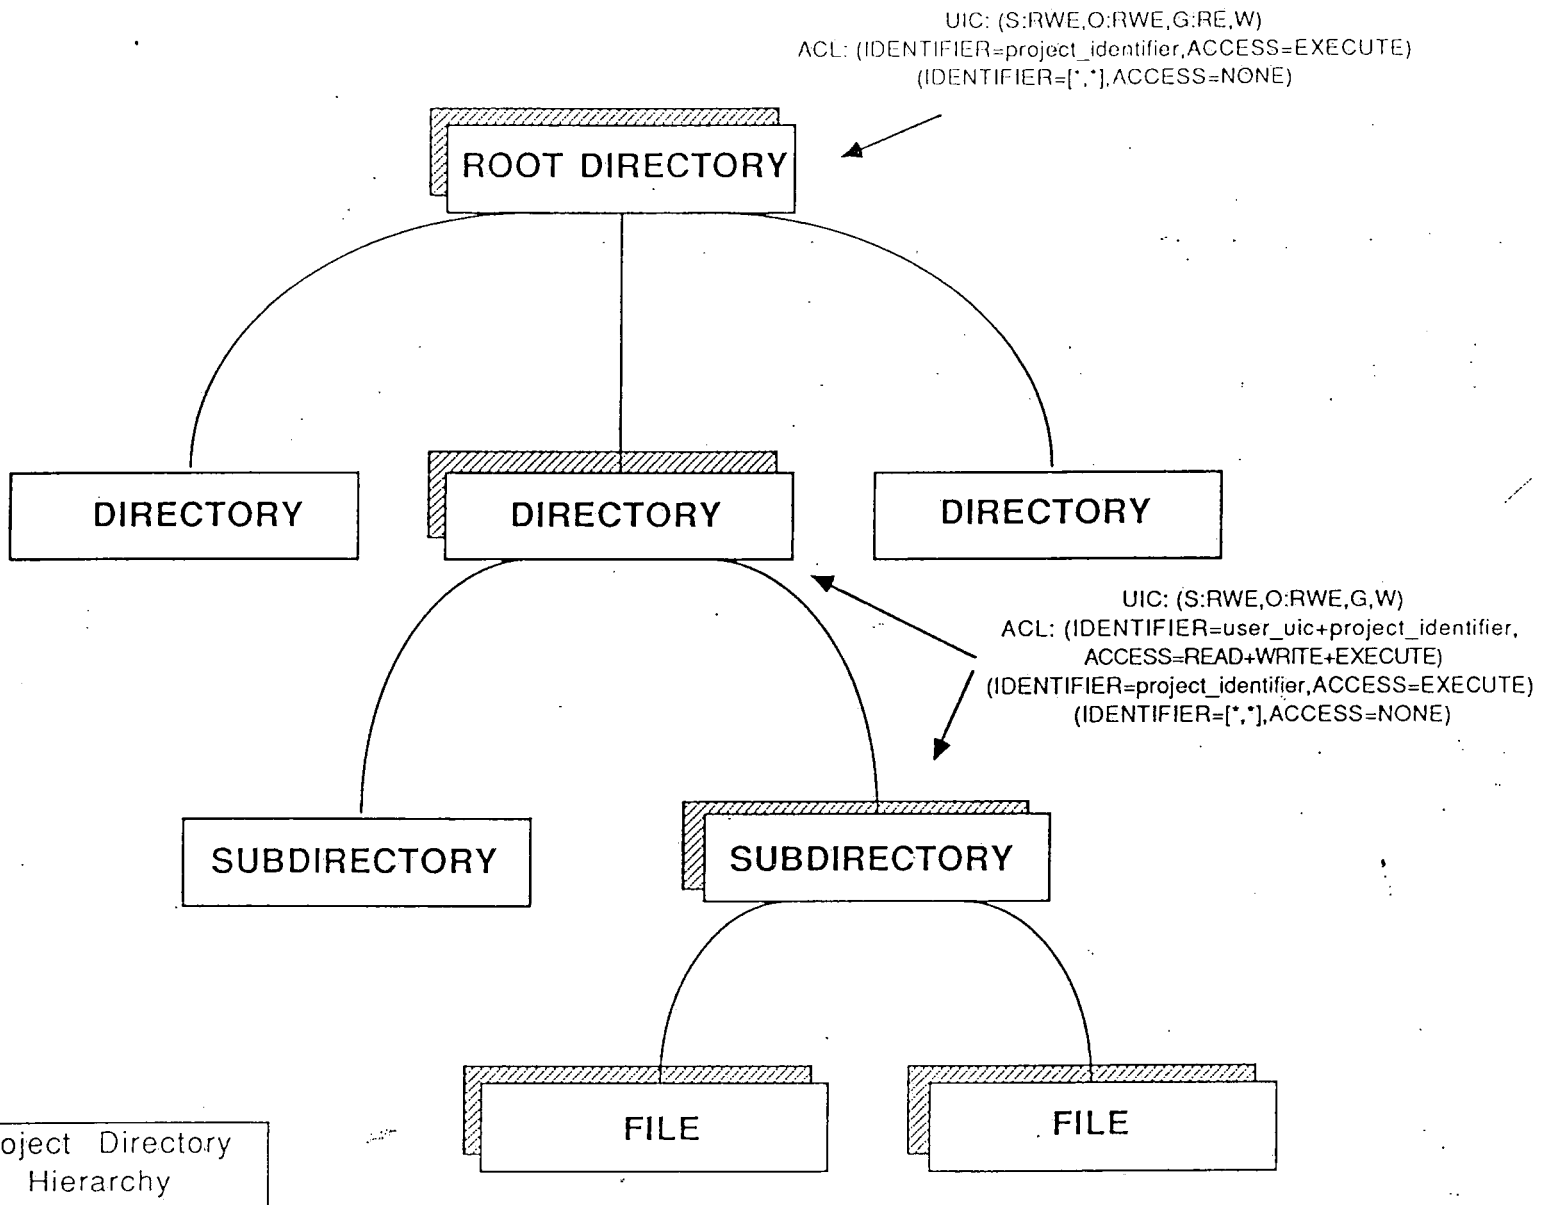 UIC: (S:RWE,O:RWE,G:RE,W)
ACL: (IDENTIFIER=project_identifier,ACCESS=EXECUTE)
(IDENTIFIER=[*,*],ACCESS=NONE)
ROOT DIRECTORY
DIRECTORY
DIRECTORY
DIRECTORY
UIC: (S:RWE,O:RWE,G,W)
ACL: (IDENTIFIER=user_uic+project_identifier,
ACCESS=READ+WRITE+EXECUTE)
(IDENTIFIER=project_identifier,ACCESS=EXECUTE)
(IDENTIFIER=[*,*],ACCESS=NONE)
SUBDIRECTORY
SUBDIRECTORY
FILE
FILE
oject Directory
Hierarchy